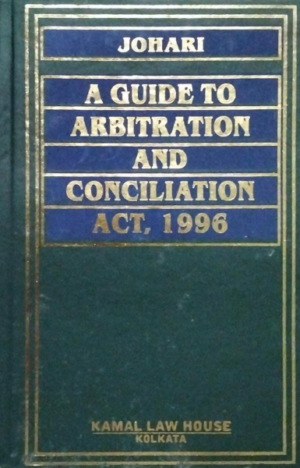 JOHARI
A GUIDE TO
ARBITRATION
AND
CONCILIATION
ACT, 1996
KAMAL LAW HOUSE
KOLKATA